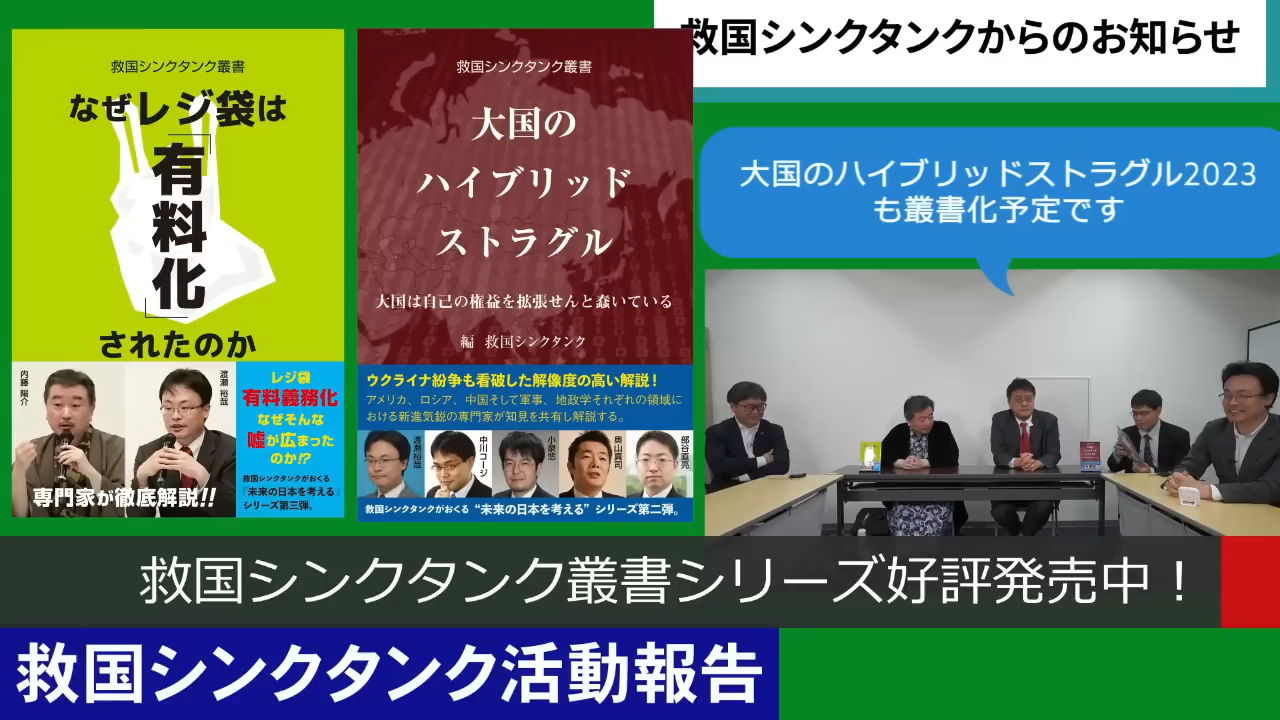 救国シンクタンクからのお知らせ
救国シンクタンク叢書
なぜレジ袋は
「有料化」
されたのか
内藤 陽介
渡瀬 裕哉
専門家が徹底解説!!
レジ袋
有料義務化
なぜそんな
嘘が広まった
のか!?
救国シンクタンクがおくる
『未来の日本を考える』
シリーズ第三弾。
救国シンクタンク叢書
大国の
ハイブリッド
ストラグル
大国は自己の権益を拡張せんと蠢いている
編 救国シンクタンク
ウクライナ紛争も看破した解像度の高い解説!
アメリカ、ロシア、中国そして軍事、地政学それぞれの領域に
おける新進気鋭の専門家が知見を共有し解説する。
渡瀬裕哉
中川コージ
小泉悠
奥山真司
部谷直亮
救国シンクタンクがおくる “未来の日本を考える” シリーズ第二弾。
大国のハイブリッドストラグル2023
も叢書化予定です
救国シンクタンク叢書シリーズ好評発売中!
救国シンクタンク活動報告